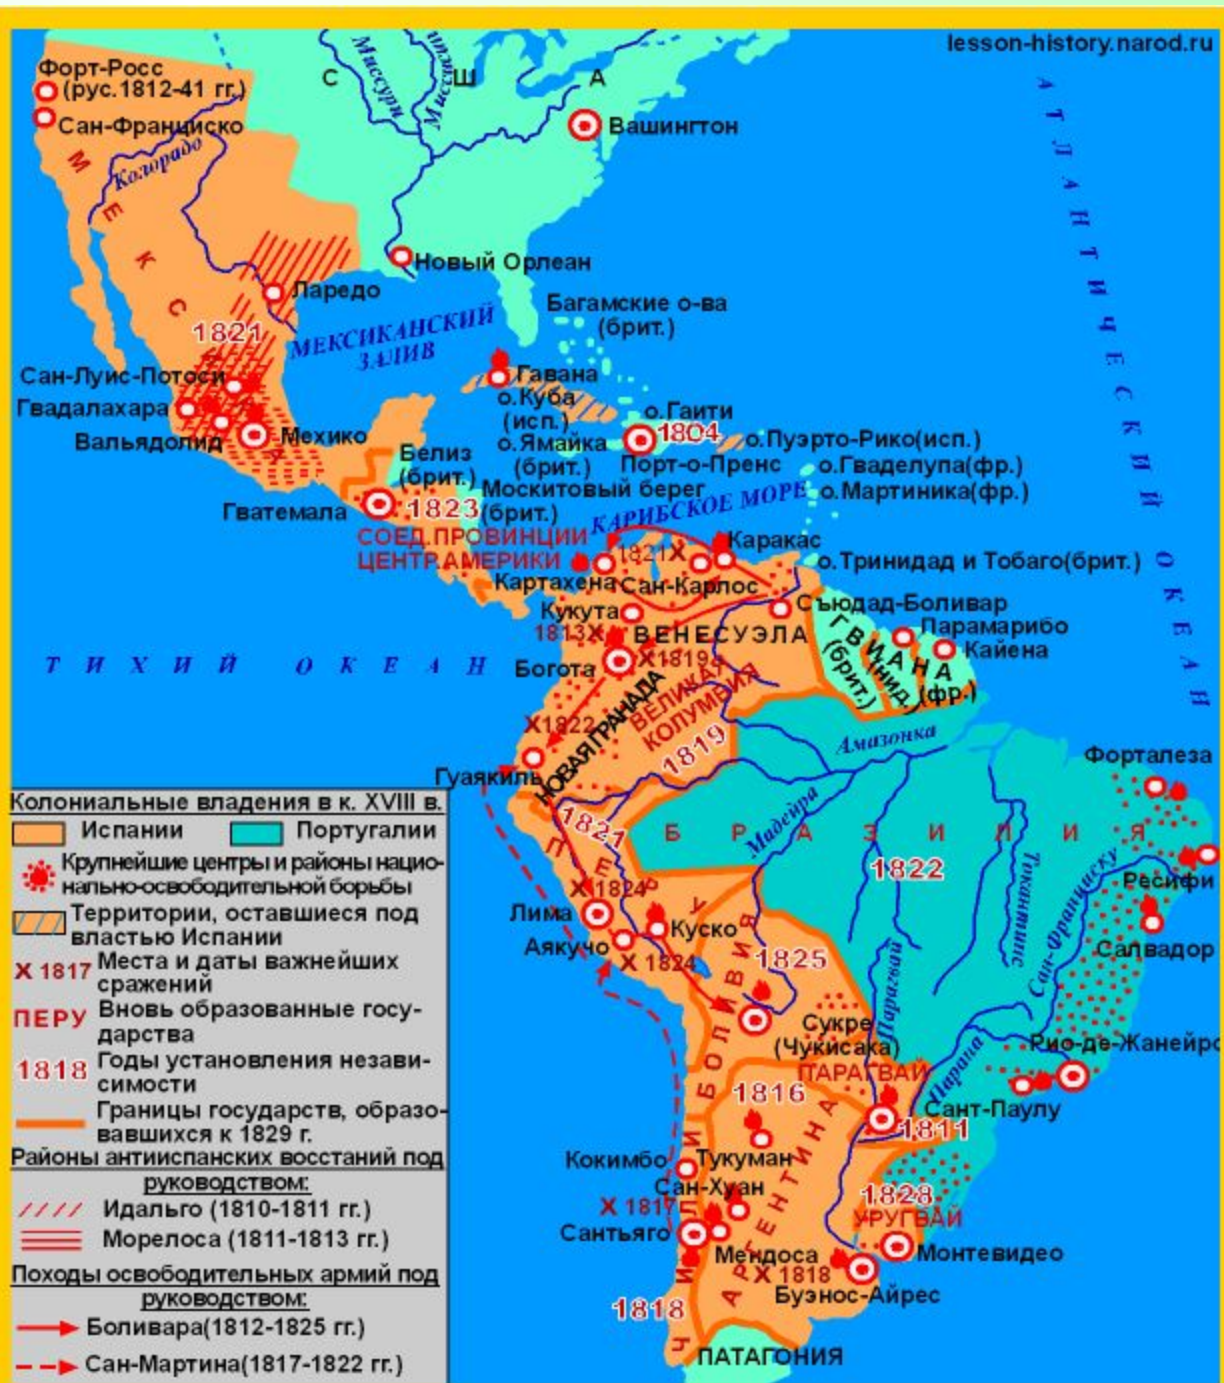 lesson-history.narod.ru
Форт-Росс
(рус.1812-41 гг.)
Сан-Франциско
Колорадо
Миссури
США
Вашингтон
МЕКСИКА
1821
Новый Орлеан
Ларедо
МЕКСИКАНСКИЙ
ЗАЛИВ
Багамские о-ва
(брит.)
АТЛАНТИЧЕСКИЙ ОКЕАН
Сан-Луис-Потоси
Гвадалахара
Вальядолид
Мехико
Гавана
о.Куба
(исп.)
о.Ямайка
(брит.)
о.Гаити
1804
Порт-о-Пренс
о.Пуэрто-Рико(исп.)
о.Гваделупа(фр.)
о.Мартиника(фр.)
Белиз
(брит.)
Москитовый берег
(брит.)
КАРИБСКОЕ МОРЕ
Гватемала
1823
СОЕД.ПРОВИНЦИИ
ЦЕНТР.АМЕРИКИ
1821 X
Каракас
о.Тринидад и Тобаго(брит.)
Картахена
Сан-Карлос
Кукута
Съюдад-Боливар
1813X
ВЕНЕСУЭЛА
ГВИАНА
(брит.)
(нид.)
(фр.)
Парамарибо
Кайена
ТИХИЙ ОКЕАН
Богота
X1819
ВЕЛИКАЯ
КОЛУМБИЯ
1819
НОВАЯ ГРАНАДА
X1822
Гуаякиль
Амазонка
Форталеза
1821
ПЕРУ
БРАЗИЛИЯ
1822
Мадейра
Токантинс
Сан-Франциску
Ресифи
Салвадор
X 1824
Лима
Аякучо
Куско
X 1824
БОЛИВИЯ
1825
Сукре
(Чукисака)
Парагвай
ПАРАГВАЙ
1811
Парана
Рио-де-Жанейро
Сант-Паулу
1816
Кокимбо
Тукуман
Сан-Хуан
X 1817
Сантьяго
Мендоса
X 1818
АРГЕНТИНА
1828
УРУГВАЙ
Монтевидео
Буэнос-Айрес
1818
ЧИЛИ
ПАТАГОНИЯ
Колониальные владения в к. XVIII в.
Испании
Португалии
Крупнейшие центры и районы нацио-
нально-освободительной борьбы
Территории, оставшиеся под
властью Испании
X 1817 Места и даты важнейших
сражений
ПЕРУ Вновь образованные госу-
дарства
1818 Годы установления незави-
симости
Границы государств, образо-
вавшихся к 1829 г.
Районы антииспанских восстаний под
руководством:
Идальго (1810-1811 гг.)
Морелоса (1811-1813 гг.)
Походы освободительных армий под
руководством:
Боливара(1812-1825 гг.)
Сан-Мартина(1817-1822 гг.)